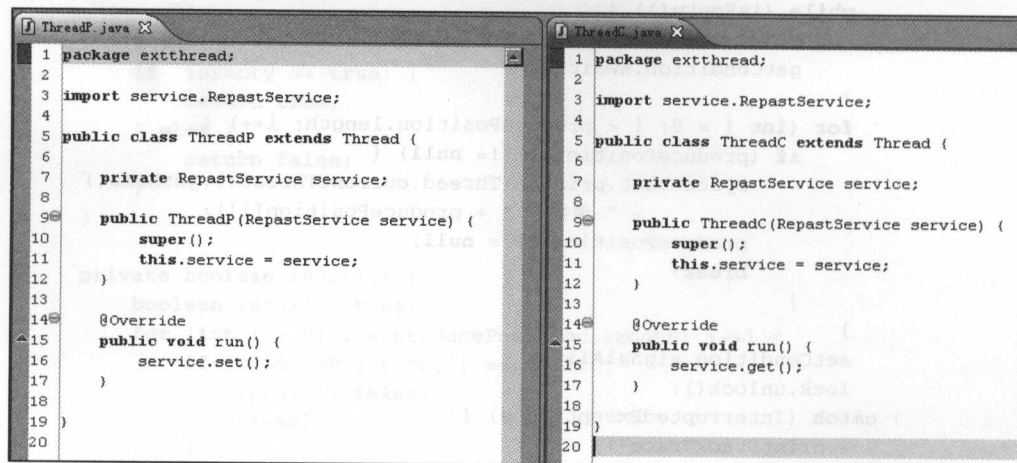 ThreadP.java
1 package extthread;
2
3 import service.RepastService;
4
5 public class ThreadP extends Thread {
6
7 private RepastService service;
8
9 public ThreadP(RepastService service) {
10 super();
11 this.service = service;
12 }
13
14 @Override
15 public void run() {
16 service.set();
17 }
18
19 }
20
ThreadC.java
1 package extthread;
2
3 import service.RepastService;
4
5 public class ThreadC extends Thread {
6
7 private RepastService service;
8
9 public ThreadC(RepastService service) {
10 super();
11 this.service = service;
12 }
13
14 @Override
15 public void run() {
16 service.get();
17 }
18
19 }
20